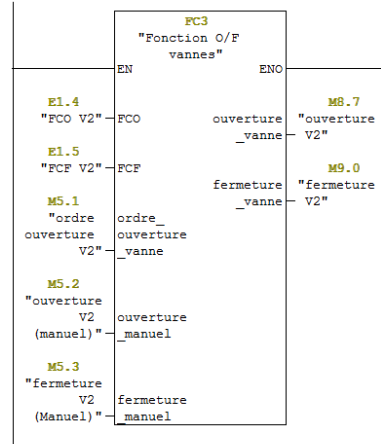 FC3
"Fonction O/F
vannes"
EN ENO
E1.4 M8.7
"FCO V2" FCO ouverture "ouverture
_vanne V2"
E1.5 M9.0
"FCF V2" FCF fermeture "fermeture
_vanne V2"
M5.1
"ordre ordre_
ouverture ouverture
V2" _vanne
M5.2
"ouverture
V2 ouverture
(manuel)" _manuel
M5.3
"fermeture
V2 fermeture
(Manuel)" _manuel